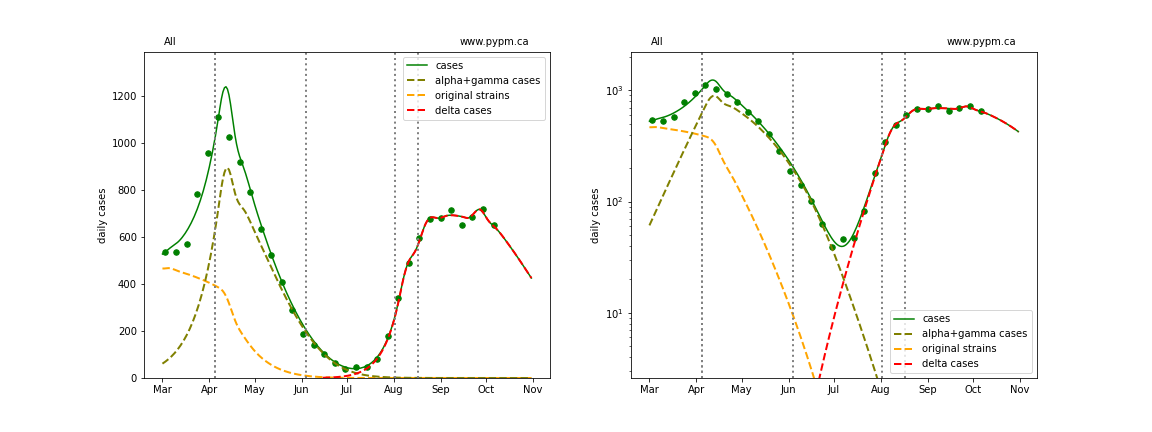 All
www.pypm.ca
daily cases
1200
1000
800
600
400
200
0
Mar Apr May Jun Jul Aug Sep Oct Nov
cases
alpha+gamma cases
original strains
delta cases
All
www.pypm.ca
daily cases
10³
10²
10¹
Mar Apr May Jun Jul Aug Sep Oct Nov
cases
alpha+gamma cases
original strains
delta cases